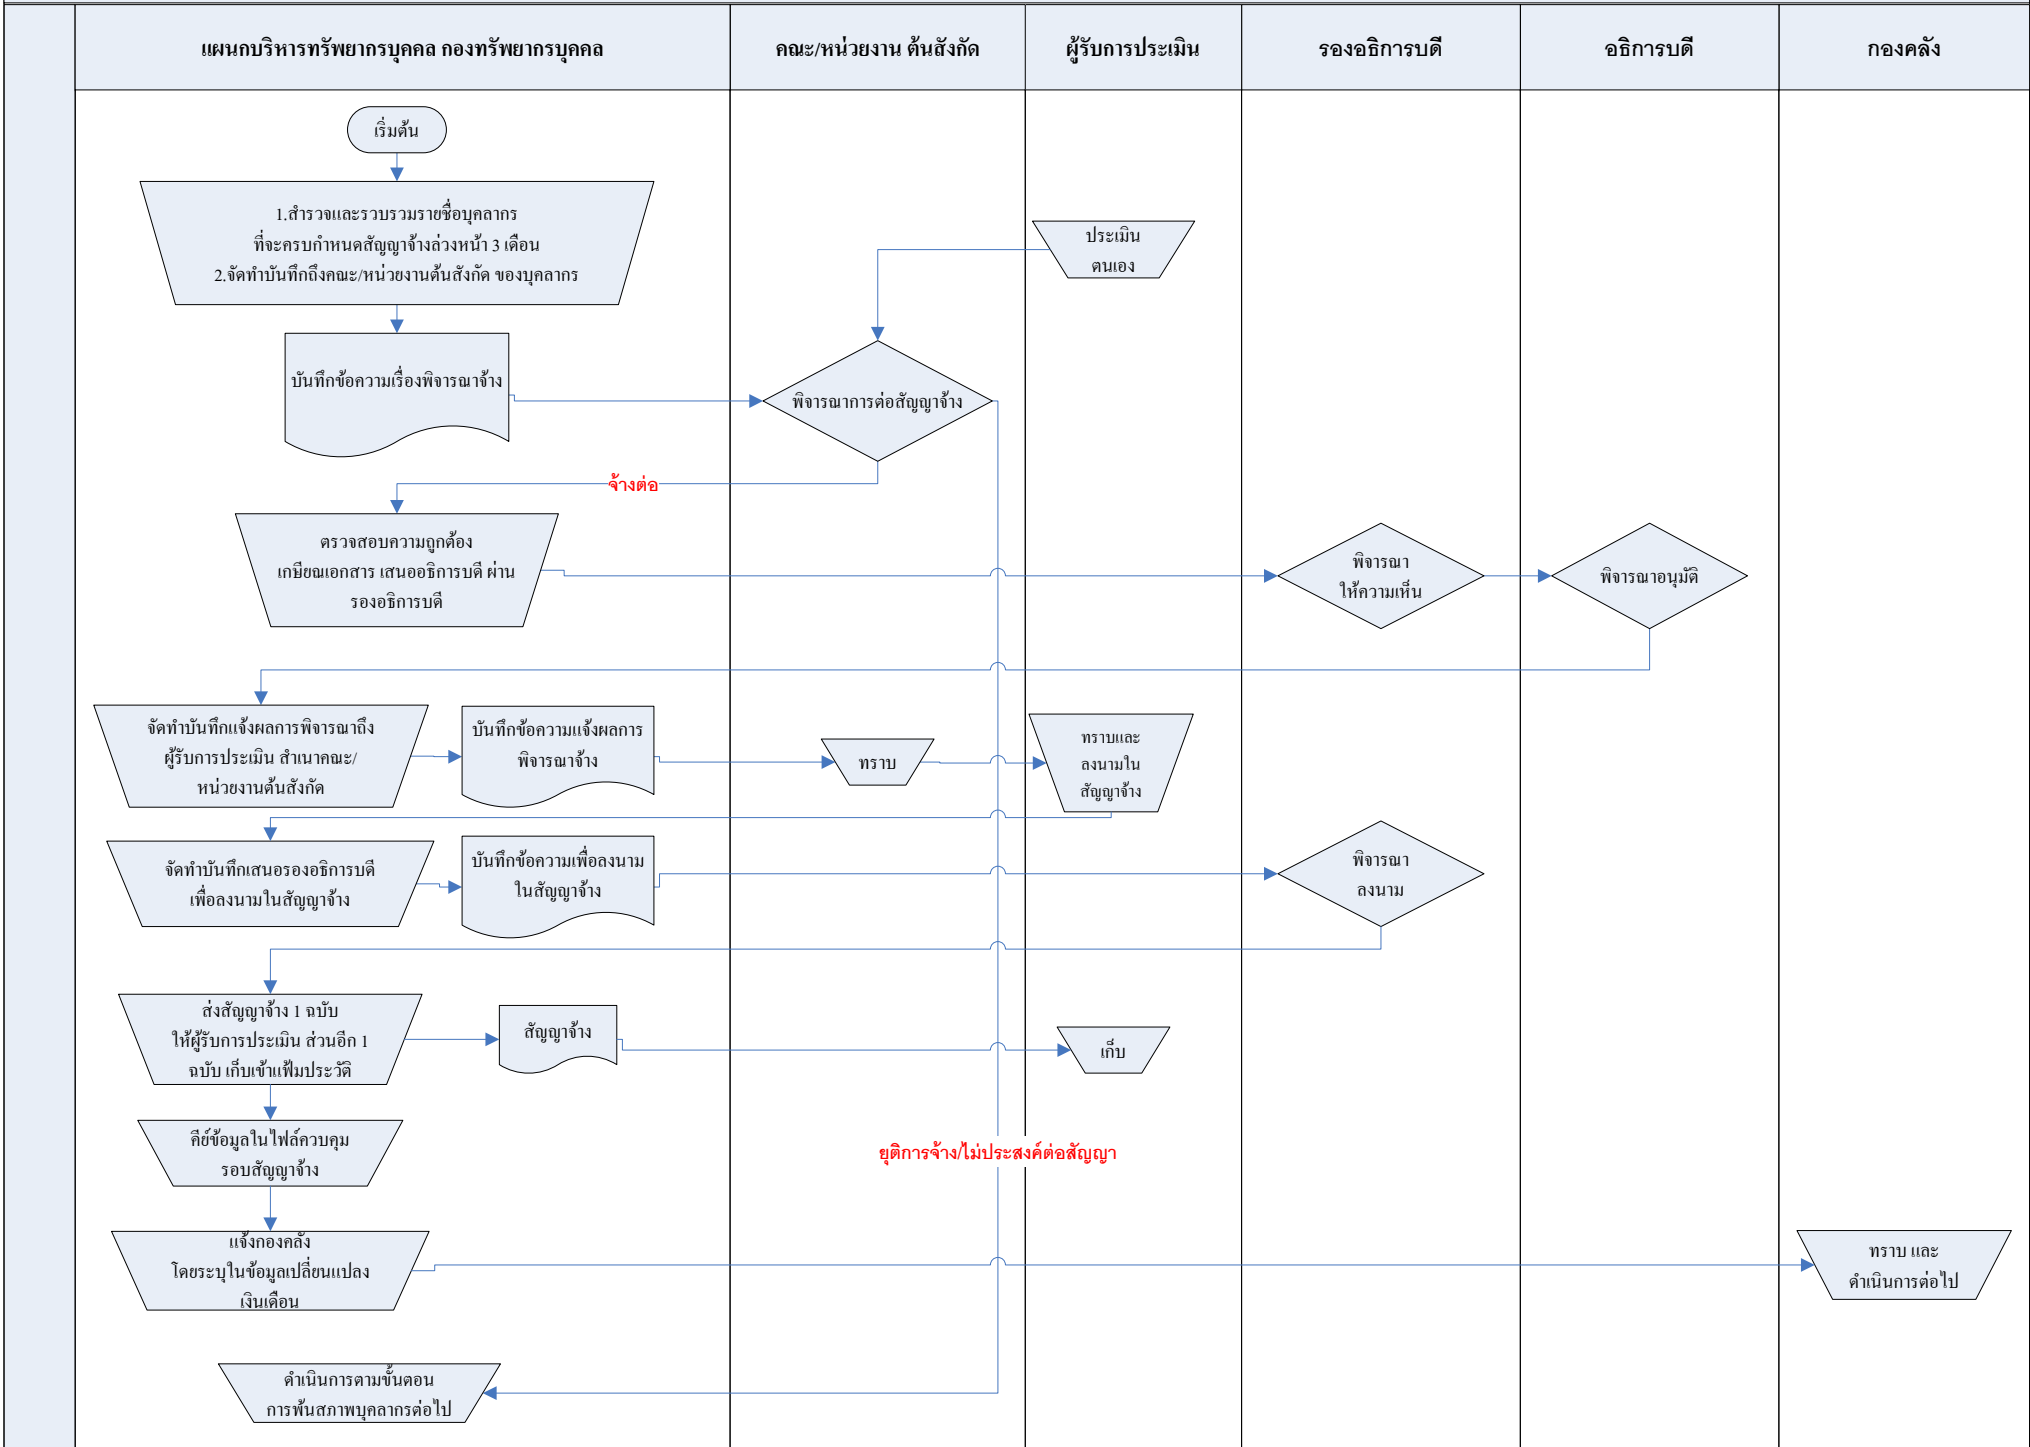 แผนกบริหารทรัพยากรบุคคล กองทรัพยากรบุคคล
คณะ/หน่วยงาน ต้นสังกัด
ผู้รับการประเมิน
รองอธิการบดี
อธิการบดี
กองคลัง
เริ่มต้น
1.สำรวจและรวบรวมรายชื่อบุคลากร
ที่จะครบกำหนดสัญญาจ้างล่วงหน้า 3 เดือน
2.จัดทำบันทึกถึงคณะ/หน่วยงานต้นสังกัด ของบุคลากร
ประเมิน
ตนเอง
บันทึกข้อความเรื่องพิจารณาจ้าง
พิจารณาการต่อสัญญาจ้าง
จ้างต่อ
ตรวจสอบความถูกต้อง
เกษียณเอกสาร เสนออธิการบดี ผ่าน
รองอธิการบดี
พิจารณา
ให้ความเห็น
พิจารณาอนุมัติ
จัดทำบันทึกแจ้งผลการพิจารณาถึง
ผู้รับการประเมิน สำเนาคณะ/
หน่วยงานต้นสังกัด
บันทึกข้อความแจ้งผลการ
พิจารณาจ้าง
ทราบ
ทราบและ
ลงนามใน
สัญญาจ้าง
จัดทำบันทึกเสนอรองอธิการบดี
เพื่อลงนามในสัญญาจ้าง
บันทึกข้อความเพื่อลงนาม
ในสัญญาจ้าง
พิจารณา
ลงนาม
ส่งสัญญาจ้าง 1 ฉบับ
ให้ผู้รับการประเมิน ส่วนอีก 1
ฉบับ เก็บเข้าแฟ้มประวัติ
สัญญาจ้าง
เก็บ
คีย์ข้อมูลในไฟล์ควบคุม
รอบสัญญาจ้าง
ยุติการจ้าง/ไม่ประสงค์ต่อสัญญา
แจ้งกองคลัง
โดยระบุในข้อมูลเปลี่ยนแปลง
เงินเดือน
ทราบ และ
ดำเนินการต่อไป
ดำเนินการตามขั้นตอน
การพ้นสภาพบุคลากรต่อไป